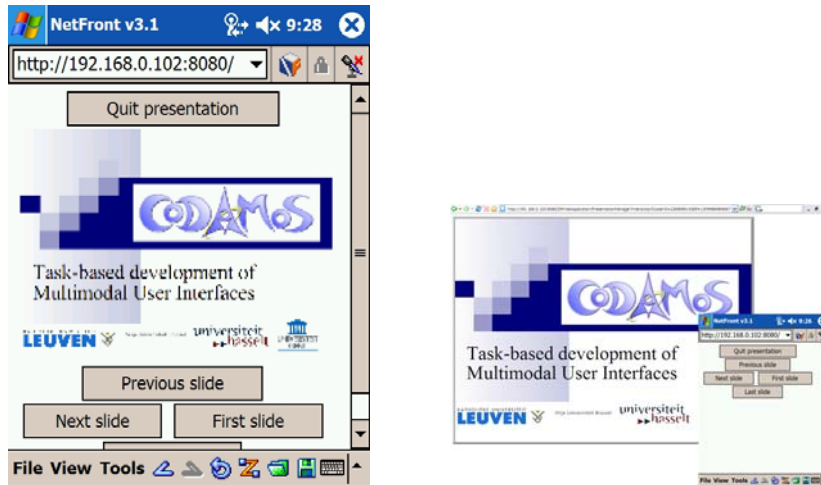 NetFront v3.1 9:28
http://192.168.0.102:8080/
Quit presentation
CoDAMoS
Task-based development of
Multimodal User Interfaces
LEUVEN universiteit
hasselt
Previous slide
Next slide First slide
File View Tools
CoDAMoS
Task-based development of
Multimodal User Interfaces
LEUVEN universiteit
hasselt
NetFront v3.1 9:26
http://192.168.0.102:8080/
Quit presentation
Previous slide
Next slide First slide
Last slide
File View Tools